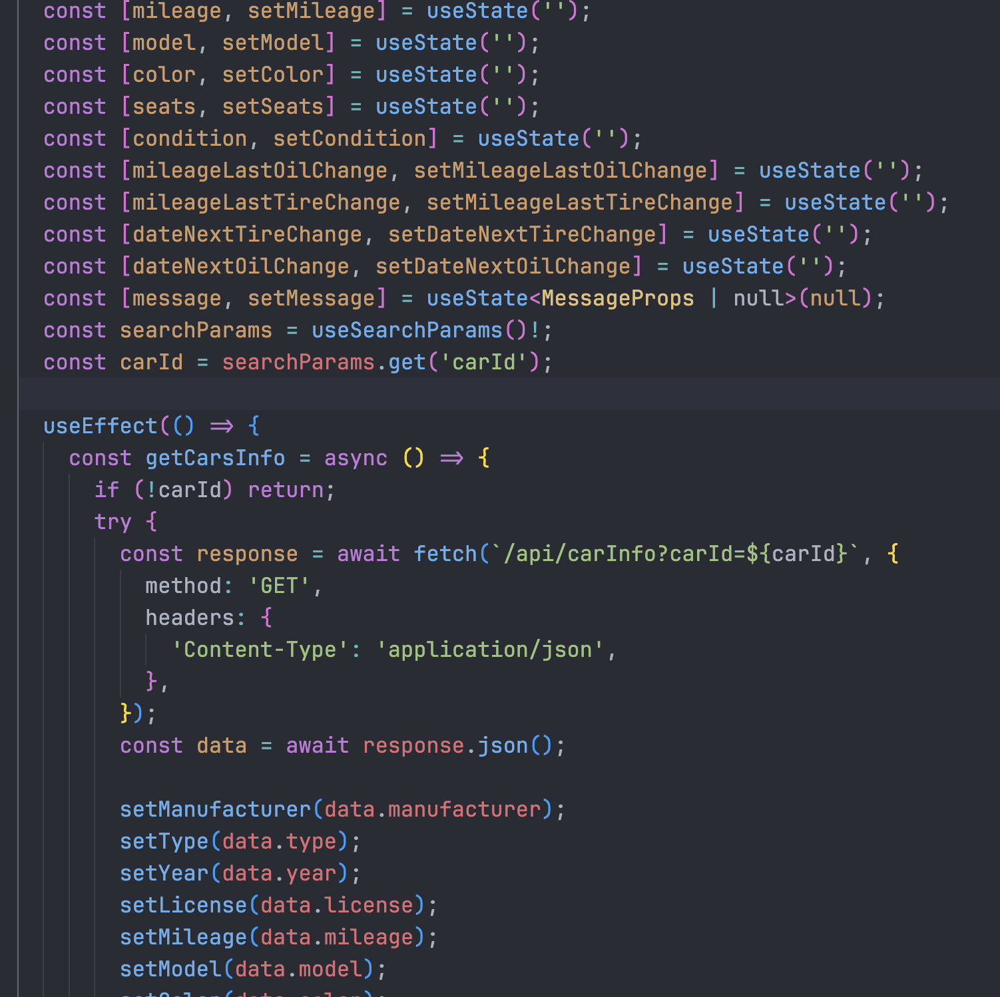 const [mileage, setMileage] = useState('');
const [model, setModel] = useState('');
const [color, setColor] = useState('');
const [seats, setSeats] = useState('');
const [condition, setCondition] = useState('');
const [mileageLastOilChange, setMileageLastOilChange] = useState('');
const [mileageLastTireChange, setMileageLastTireChange] = useState('');
const [dateNextTireChange, setDateNextTireChange] = useState('');
const [dateNextOilChange, setDateNextOilChange] = useState('');
const [message, setMessage] = useState<MessageProps | null>(null);
const searchParams = useSearchParams()!;
const carId = searchParams.get('carId');
useEffect(() => {
const getCarsInfo = async () => {
if (!carId) return;
try {
const response = await fetch(`/api/carInfo?carId=${carId}`, {
method: 'GET',
headers: {
'Content-Type': 'application/json',
},
});
const data = await response.json();
setManufacturer(data.manufacturer);
setType(data.type);
setYear(data.year);
setLicense(data.license);
setMileage(data.mileage);
setModel(data.model);
setColor(data.color);